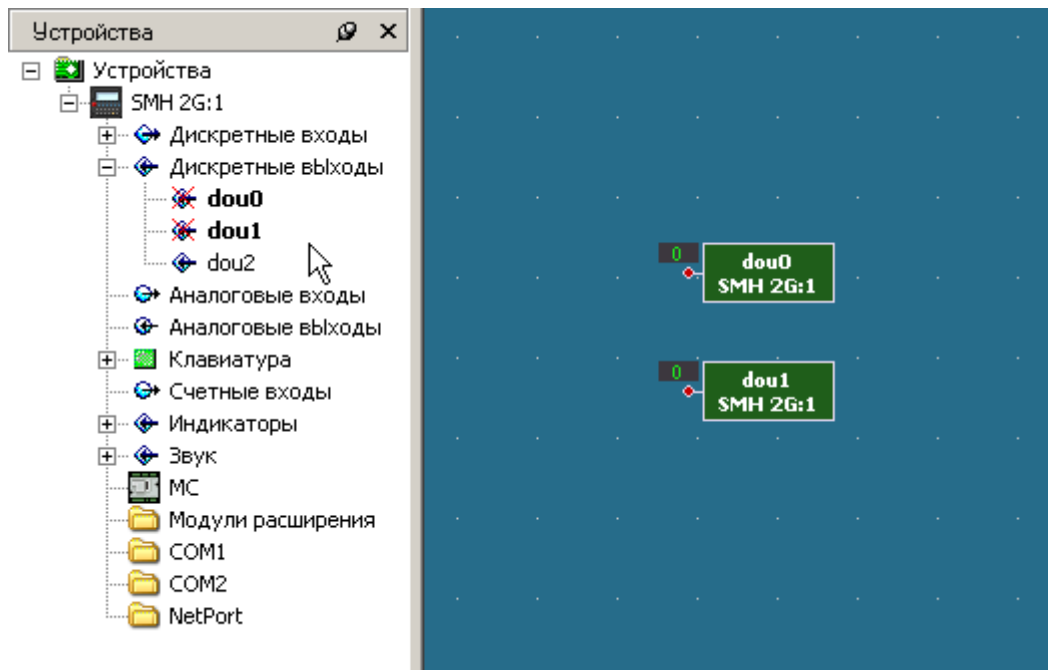 Устройства
Устройства
SMH 2G:1
Дискретные входы
Дискретные выходы
dou0
dou1
dou2
Аналоговые входы
Аналоговые выходы
Клавиатура
Счетные входы
Индикаторы
Звук
MC
Модули расширения
COM1
COM2
NetPort
0
dou0
SMH 2G:1
0
dou1
SMH 2G:1